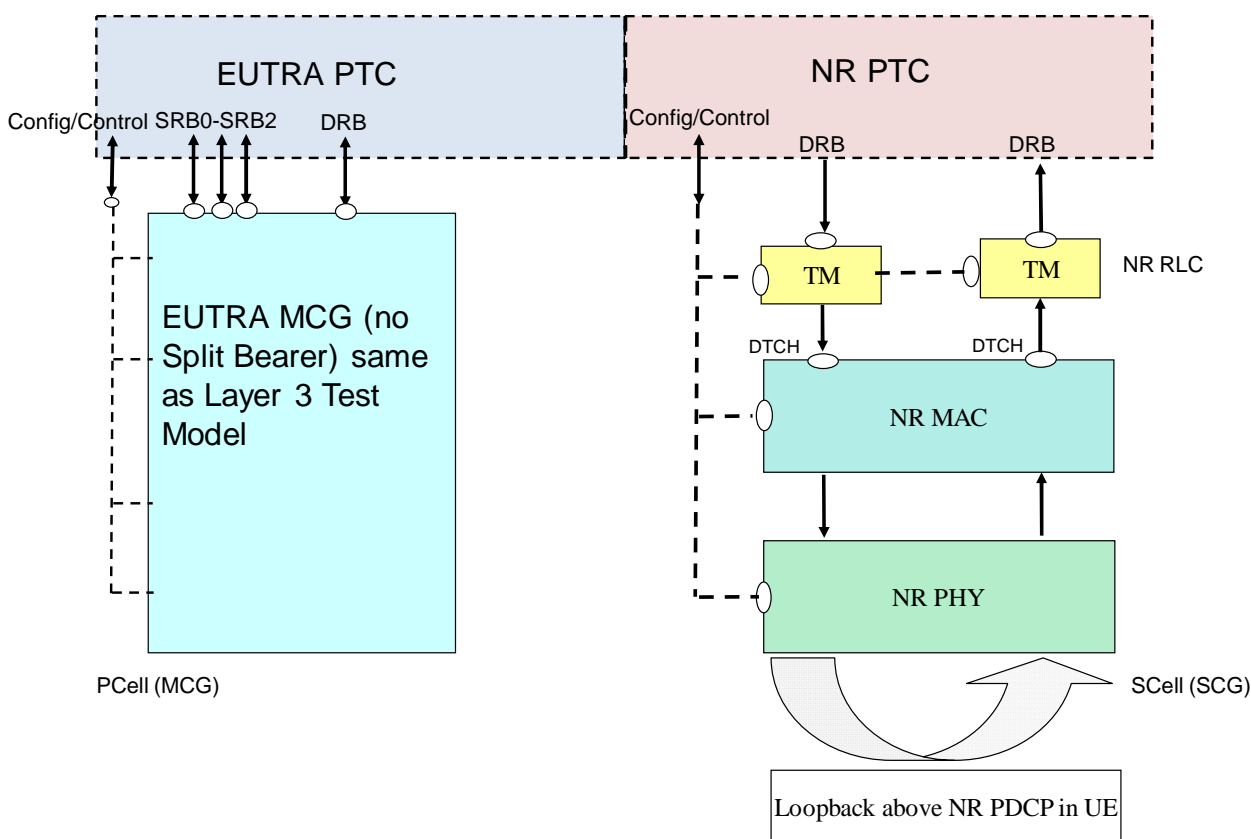 EUTRA PTC
NR PTC
Config/Control
SRB0-SRB2
DRB
Config/Control
DRB
DRB
TM
TM
NR RLC
EUTRA MCG (no
Split Bearer) same
as Layer 3 Test
Model
DTCH
DTCH
NR MAC
NR PHY
PCell (MCG)
SCell (SCG)
Loopback above NR PDCP in UE